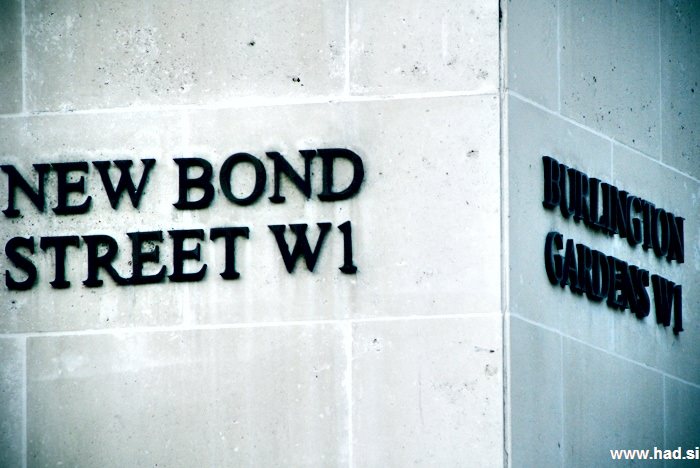 NEW BOND
STREET W1
BURLINGTON
GARDENS W1
www.had.si